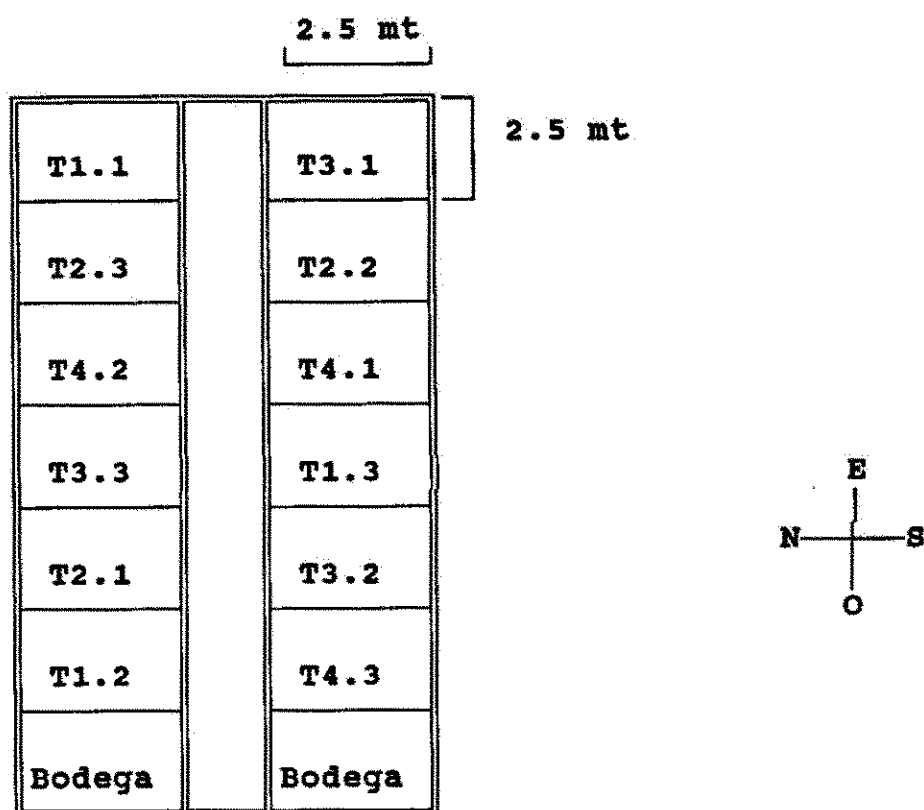 2.5 mt
2.5 mt
T1.1 T3.1
T2.3 T2.2
T4.2 T4.1
T3.3 T1.3
E
N S
T2.1 T3.2
O
T1.2 T4.3
Bodega Bodega